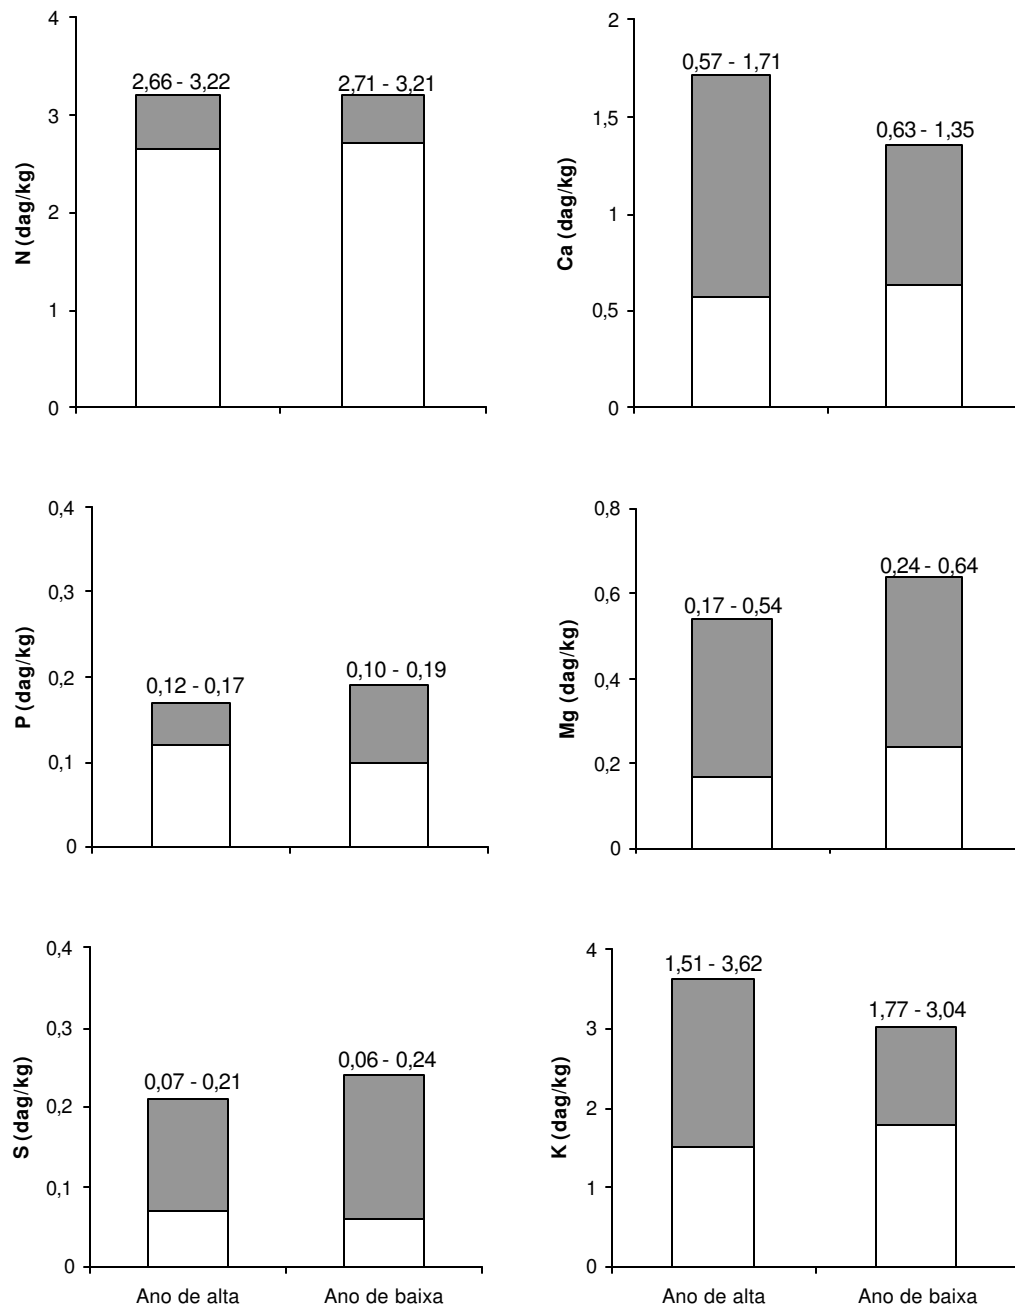 4
3
2
1
0
N (dag/kg)
2,66 - 3,22
2,71 - 3,21
2
1,5
1
0,5
0
Ca (dag/kg)
0,57 - 1,71
0,63 - 1,35
0,4
0,3
0,2
0,1
0
P (dag/kg)
0,12 - 0,17
0,10 - 0,19
0,8
0,6
0,4
0,2
0
Mg (dag/kg)
0,17 - 0,54
0,24 - 0,64
0,4
0,3
0,2
0,1
0
S (dag/kg)
0,07 - 0,21
0,06 - 0,24
Ano de alta
Ano de baixa
4
3
2
1
0
K (dag/kg)
1,51 - 3,62
1,77 - 3,04
Ano de alta
Ano de baixa